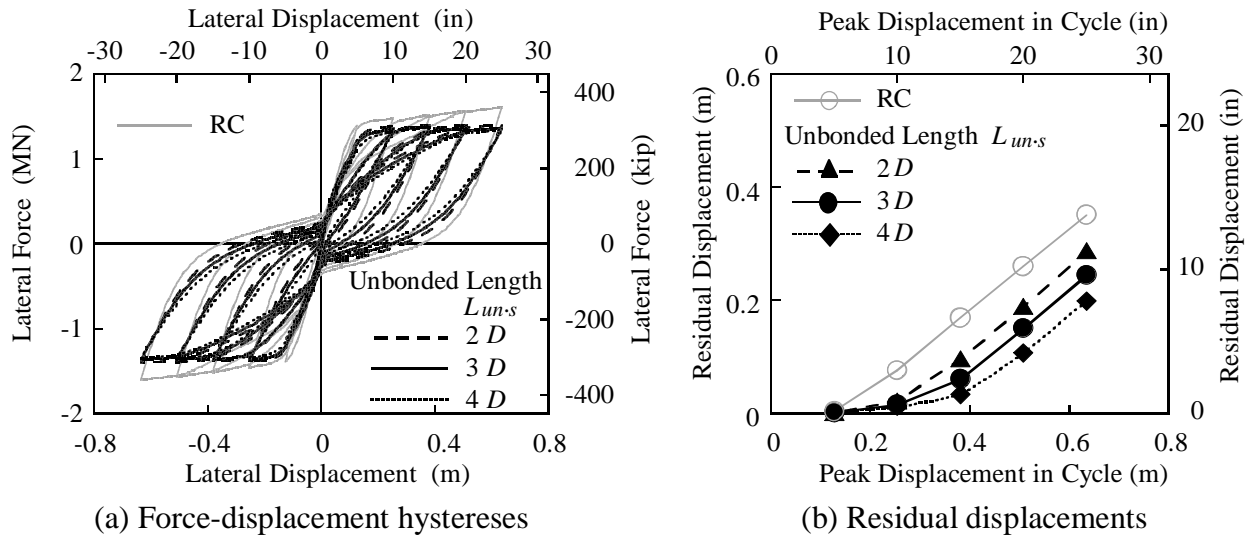 Lateral Displacement (in)
-30 -20 -10 0 10 20 30
2
1
0
-1
-2
Lateral Force (MN)
400
200
0
-200
-400
Lateral Force (kip)
RC
Unbonded Length
Lun·s
2 D
3 D
4 D
-0.8 -0.4 0 0.4 0.8
Lateral Displacement (m)
(a) Force-displacement hystereses
Peak Displacement in Cycle (in)
0 10 20 30
0.6
0.4
0.2
0
Residual Displacement (m)
20
10
0
Residual Displacement (in)
RC
Unbonded Length Lun·s
2 D
3 D
4 D
0 0.2 0.4 0.6 0.8
Peak Displacement in Cycle (m)
(b) Residual displacements